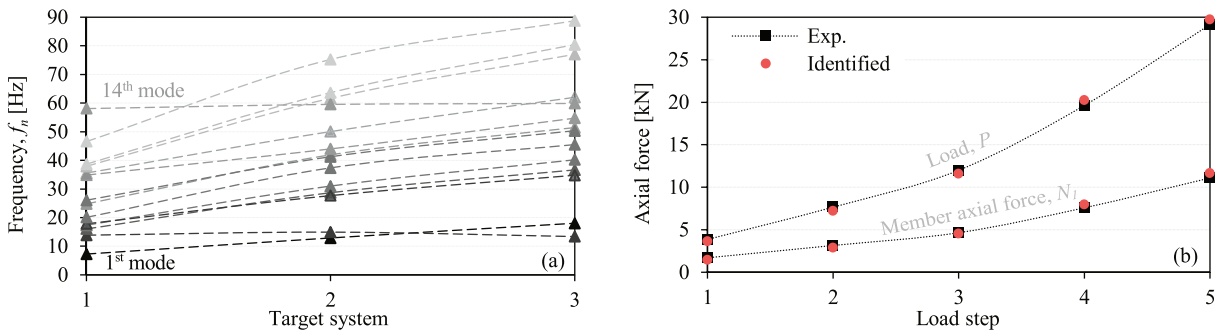 90
80
70
60
50
40
30
20
10
0
Frequency, fₙ [Hz]
14th mode
1st mode
(a)
1 2 3
Target system
30
25
20
15
10
5
0
Axial force [kN]
Exp.
Identified
Load, P
Member axial force, N₁
(b)
1 2 3 4 5
Load step